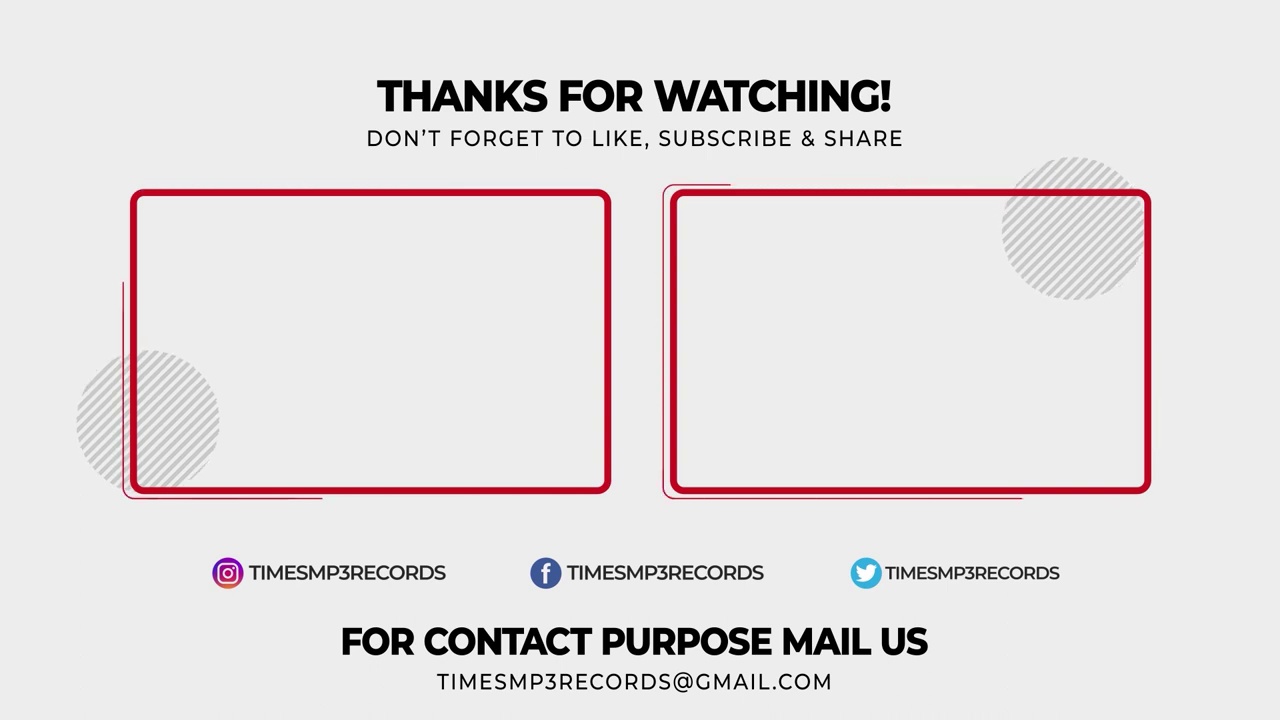 THANKS FOR WATCHING!
DON'T FORGET TO LIKE, SUBSCRIBE & SHARE
TIMESMP3RECORDS TIMESMP3RECORDS TIMESMP3RECORDS
FOR CONTACT PURPOSE MAIL US
TIMESMP3RECORDS@GMAIL.COM